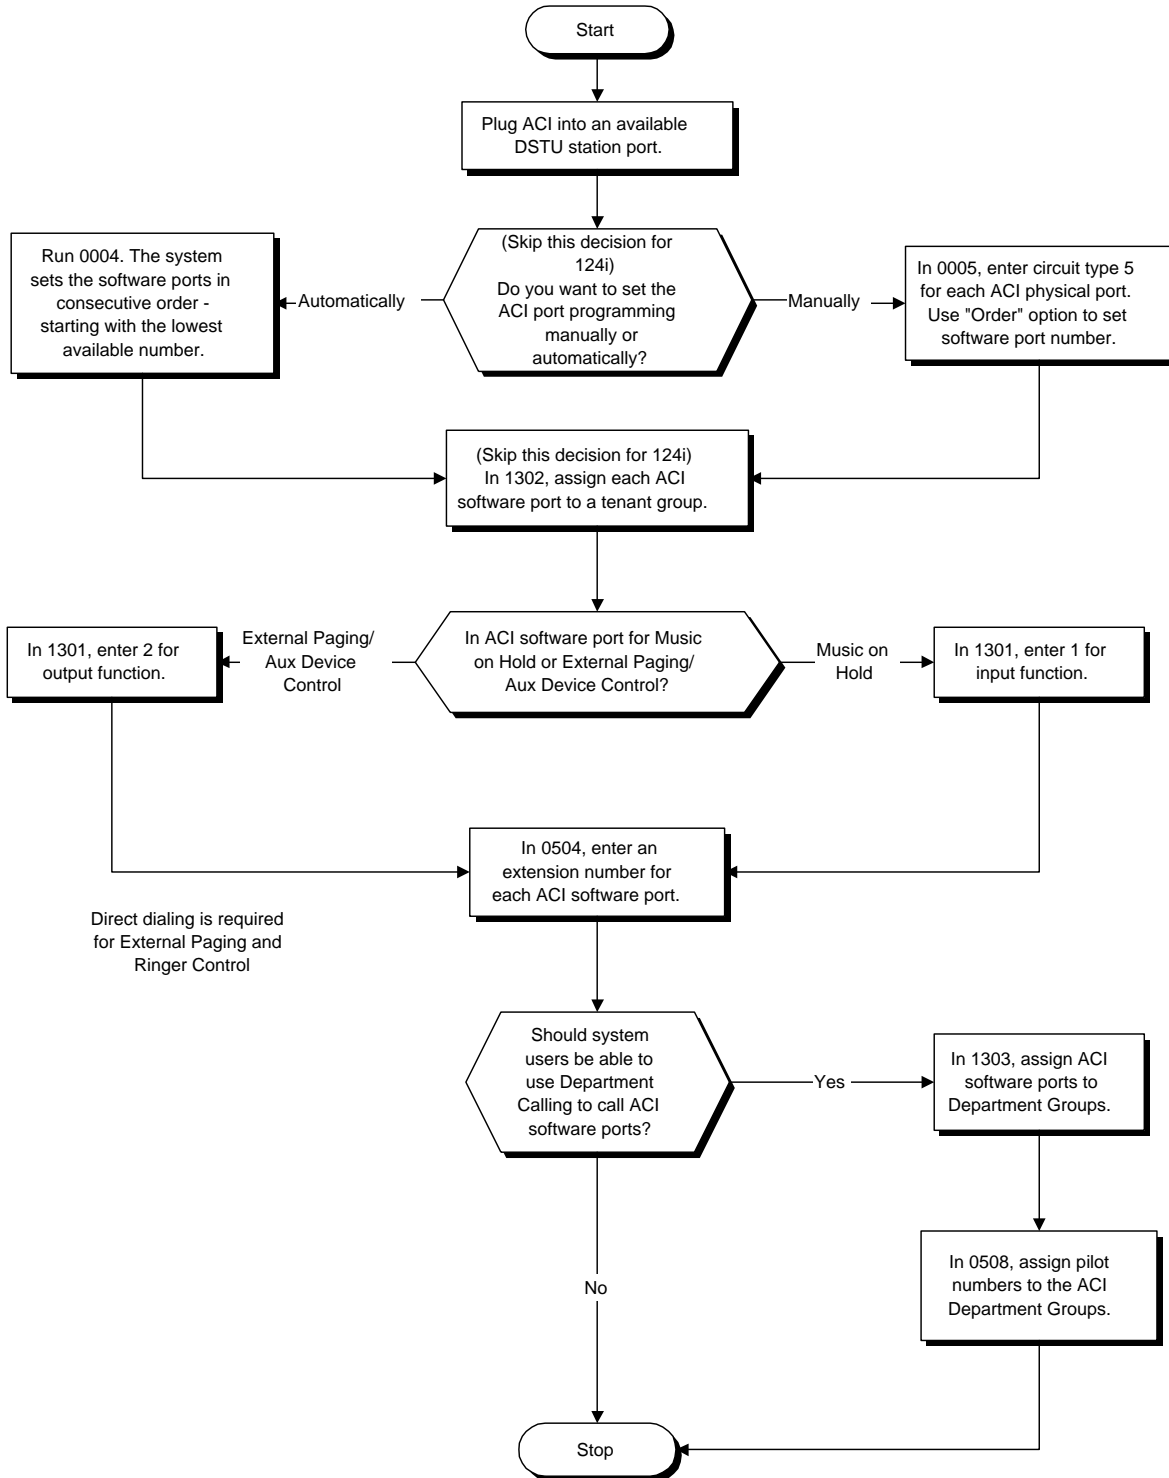 Start
Plug ACI into an available
DSTU station port.
(Skip this decision for
124i)
Do you want to set the
ACI port programming
manually or
automatically?
Automatically
Manually
Run 0004. The system
sets the software ports in
consecutive order -
starting with the lowest
available number.
In 0005, enter circuit type 5
for each ACI physical port.
Use "Order" option to set
software port number.
(Skip this decision for 124i)
In 1302, assign each ACI
software port to a tenant group.
In ACI software port for Music
on Hold or External Paging/
Aux Device Control?
External Paging/
Aux Device
Control
Music on
Hold
In 1301, enter 2 for
output function.
In 1301, enter 1 for
input function.
In 0504, enter an
extension number for
each ACI software port.
Direct dialing is required
for External Paging and
Ringer Control
Should system
users be able to
use Department
Calling to call ACI
software ports?
Yes
In 1303, assign ACI
software ports to
Department Groups.
In 0508, assign pilot
numbers to the ACI
Department Groups.
No
Stop